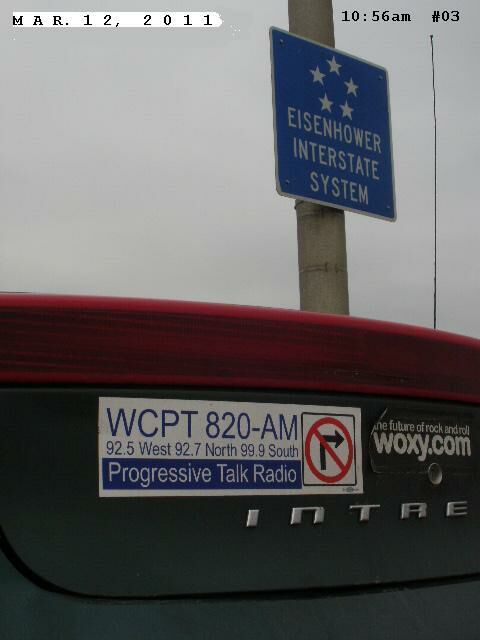 MAR. 12, 2011
10:56am #03
EISENHOWER
INTERSTATE
SYSTEM
WCPT 820-AM
92.5 West 92.7 North 99.9 South
Progressive Talk Radio
the future of rock and roll
woxy.com
INTRE